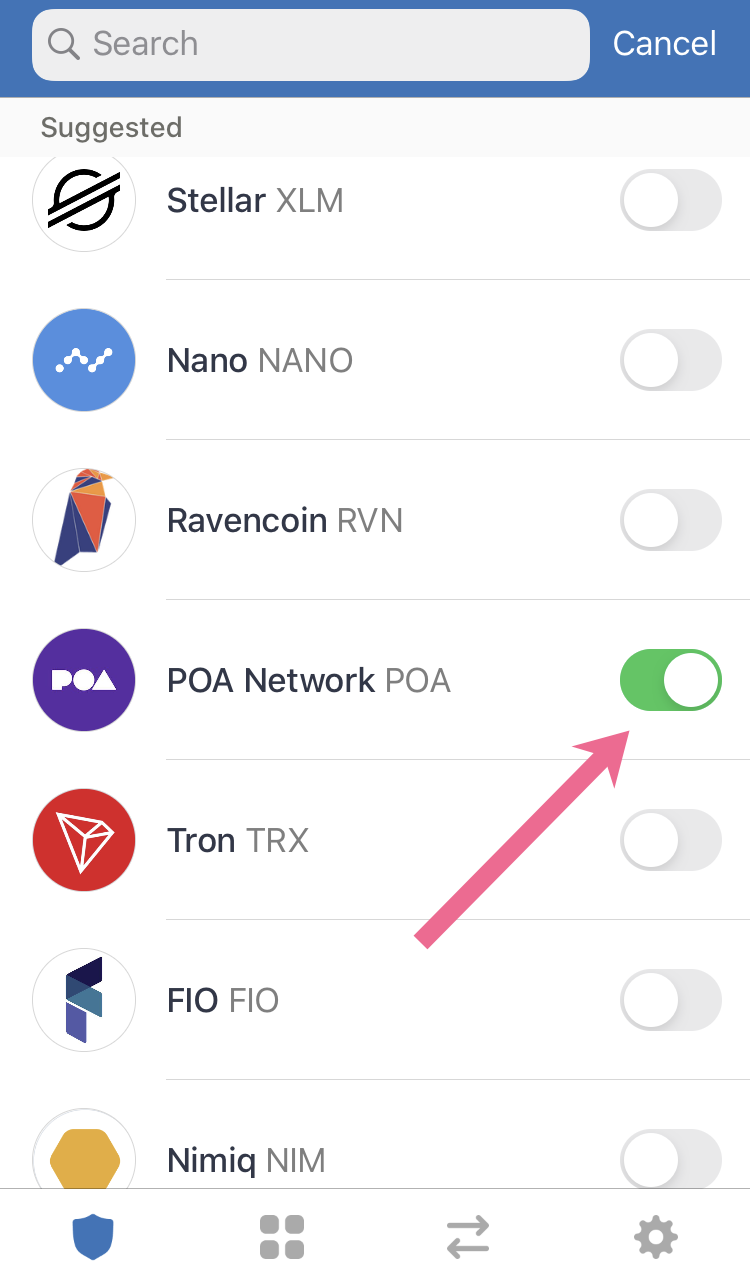 Search Cancel
Suggested
Stellar XLM
Nano NANO
Ravencoin RVN
POA
POA Network POA
Tron TRX
FIO FIO
Nimiq NIM